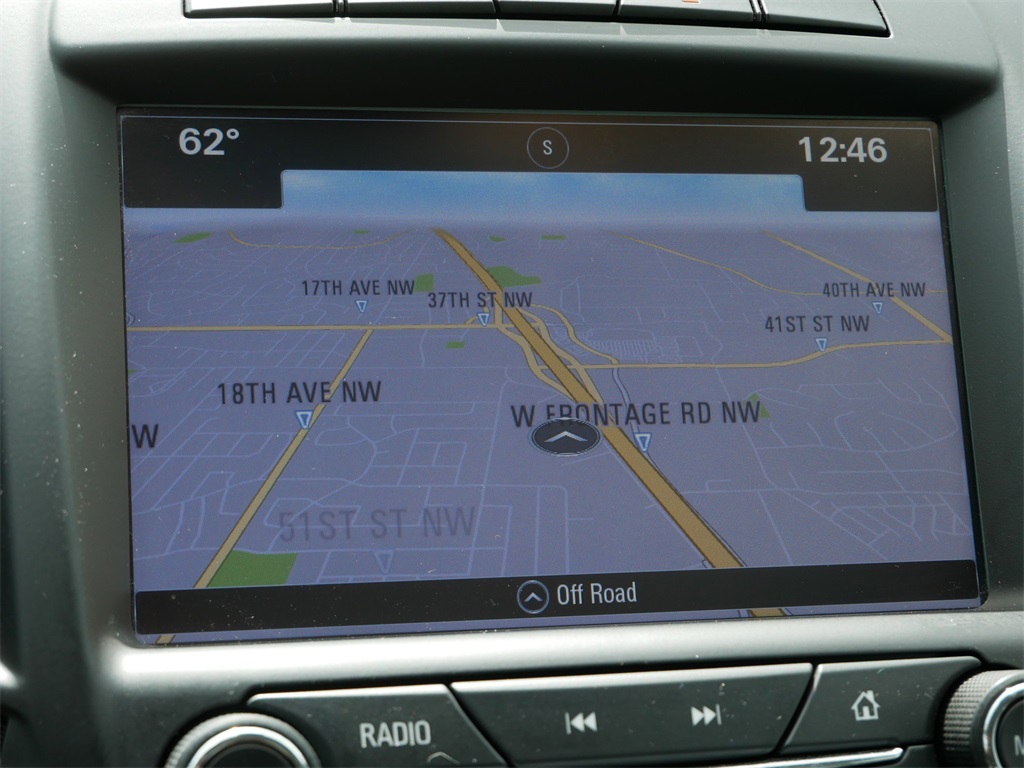 62° S 12:46
17TH AVE NW
37TH ST NW
40TH AVE NW
41ST ST NW
18TH AVE NW
W FRONTAGE RD NW
W
51ST ST NW
Off Road
RADIO
M